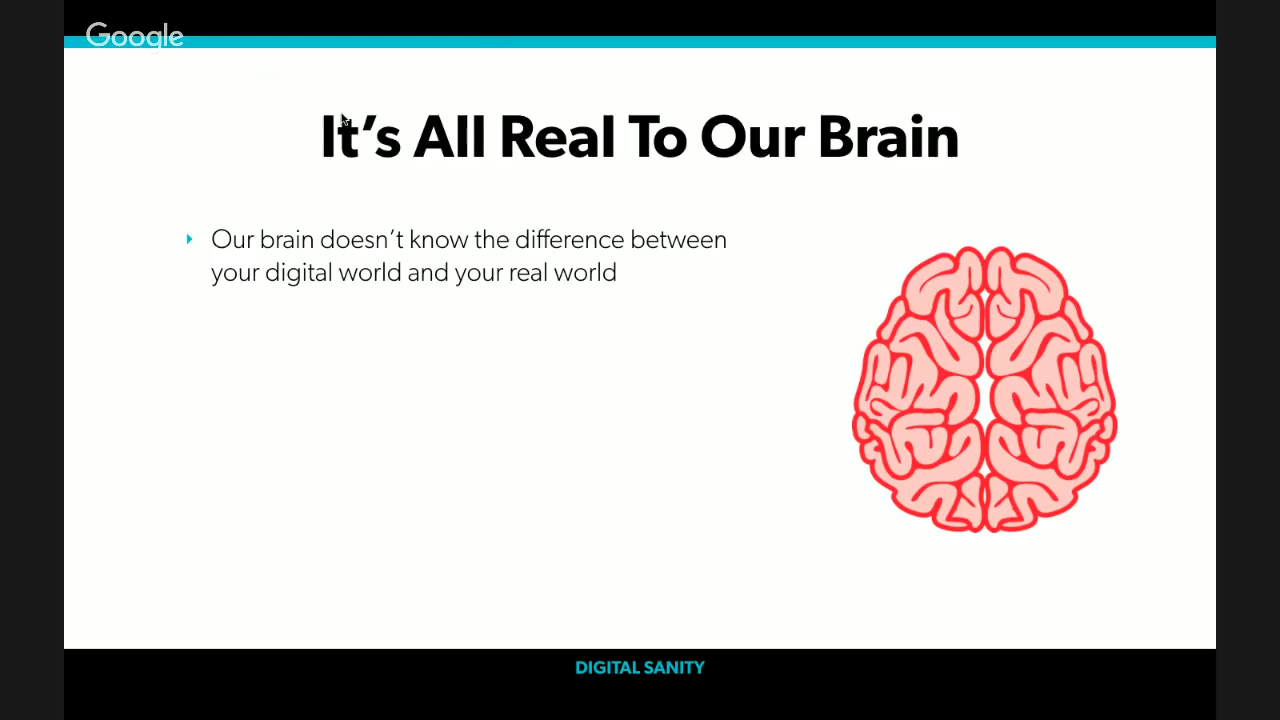 Google
It's All Real To Our Brain
Our brain doesn't know the difference between
your digital world and your real world
DIGITAL SANITY